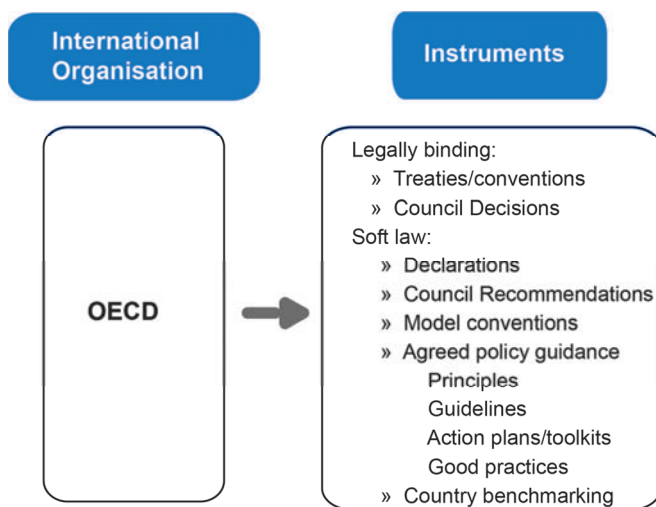 International
Organisation
Instruments
OECD
Legally binding:
» Treaties/conventions
» Council Decisions
Soft law:
» Declarations
» Council Recommendations
» Model conventions
» Agreed policy guidance
Principles
Guidelines
Action plans/toolkits
Good practices
» Country benchmarking